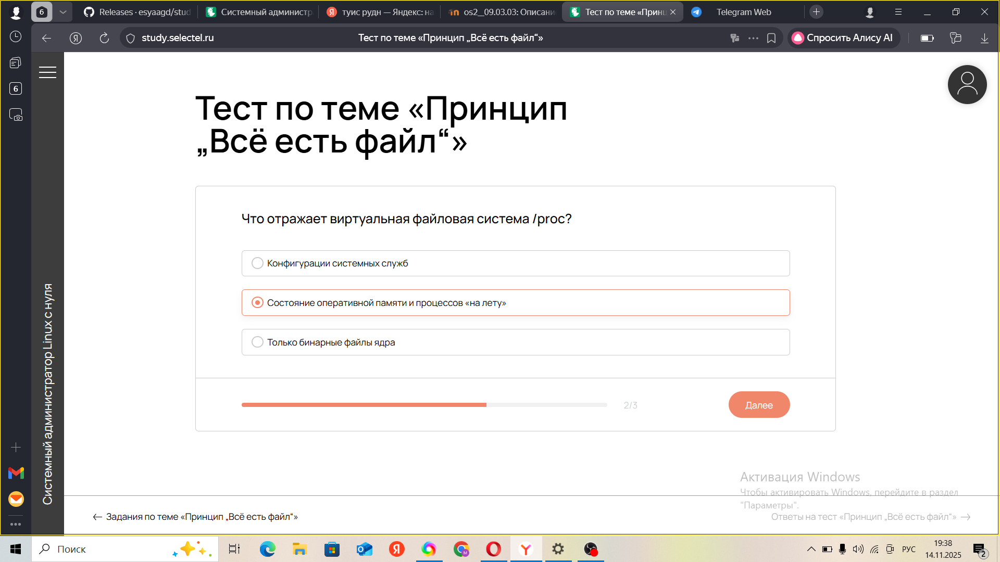 6
Releases · esyaagd/stud
Системный администр
Я
туис рудн — Яндекс: на
os2__09.03.03: Описани
Тест по теме «Принц
Telegram Web
study.selectel.ru
Тест по теме «Принцип „Всё есть файл“»
Спросить Алису AI
6
Тест по теме «Принцип
„Всё есть файл“»
Что отражает виртуальная файловая система /proc?
Конфигурации системных служб
Состояние оперативной памяти и процессов «на лету»
Только бинарные файлы ядра
2/3
Далее
Системный администратор Linux с нуля
Активация Windows
Чтобы активировать Windows, перейдите в раздел
"Параметры".
Задания по теме «Принцип „Всё есть файл“»
Ответы на тест «Принцип „Всё есть файл“»
Поиск
РУС
19:38
14.11.2025
2